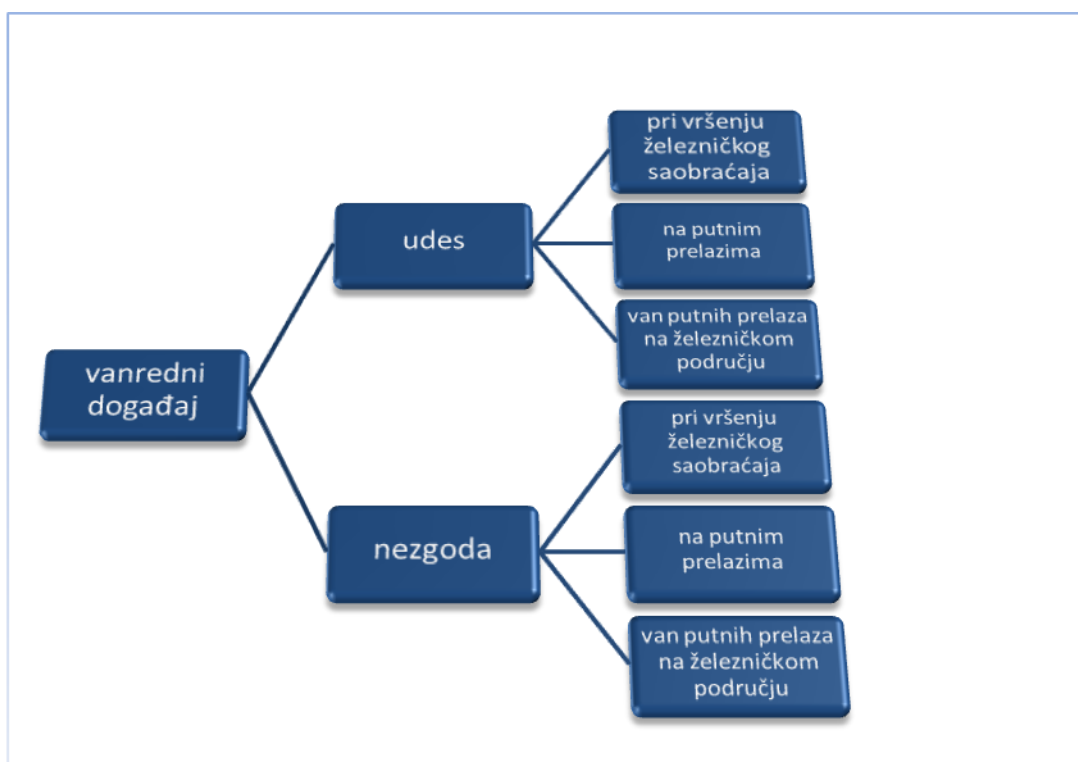 vanredni
događaj
udes
pri vršenju
železničkog
saobraćaja
na putnim
prelazima
van putnih prelaza
na železničkom
području
nezgoda
pri vršenju
železničkog
saobraćaja
na putnim
prelazima
van putnih prelaza
na železničkom
području